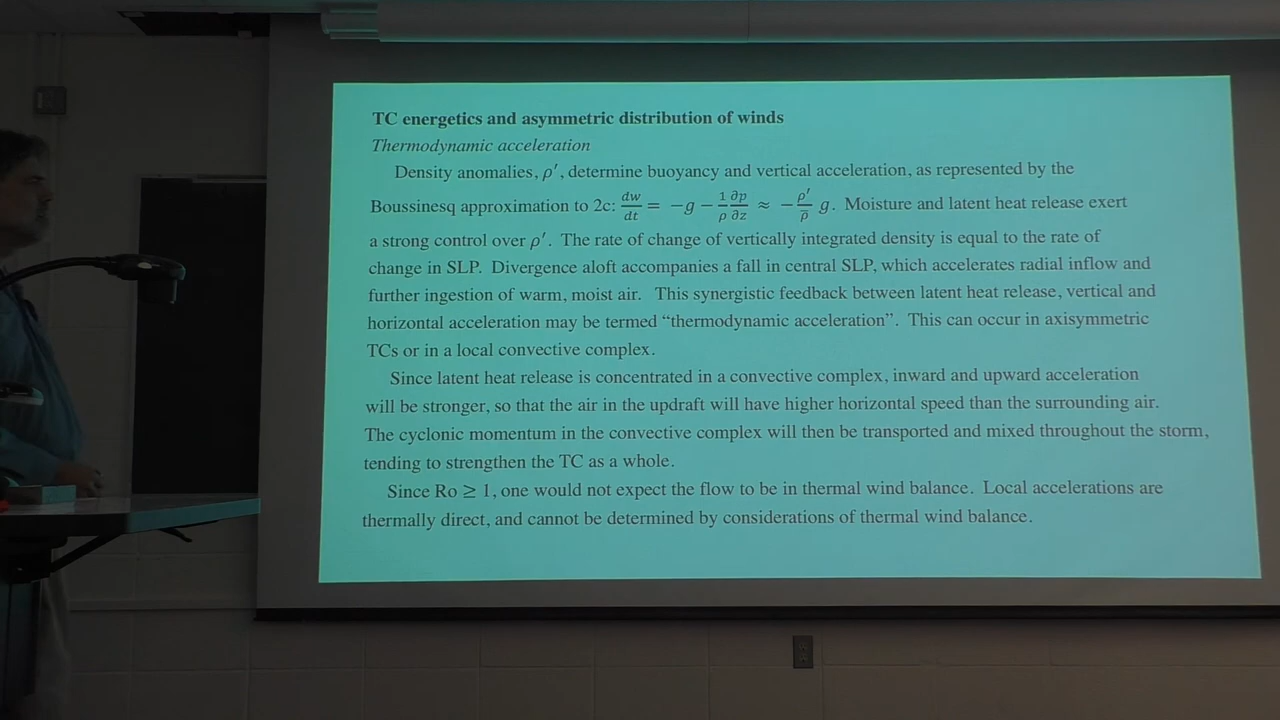 TC energetics and asymmetric distribution of winds
Thermodynamic acceleration
Density anomalies, ρ′, determine buoyancy and vertical acceleration, as represented by the
Boussinesq approximation to 2c: dw/dt = −g − 1/ρ ∂p/∂z ≈ − ρ′/ρ̄ g. Moisture and latent heat release exert
a strong control over ρ′. The rate of change of vertically integrated density is equal to the rate of
change in SLP. Divergence aloft accompanies a fall in central SLP, which accelerates radial inflow and
further ingestion of warm, moist air. This synergistic feedback between latent heat release, vertical and
horizontal acceleration may be termed “thermodynamic acceleration”. This can occur in axisymmetric
TCs or in a local convective complex.
Since latent heat release is concentrated in a convective complex, inward and upward acceleration
will be stronger, so that the air in the updraft will have higher horizontal speed than the surrounding air.
The cyclonic momentum in the convective complex will then be transported and mixed throughout the storm,
tending to strengthen the TC as a whole.
Since Ro ≥ 1, one would not expect the flow to be in thermal wind balance. Local accelerations are
thermally direct, and cannot be determined by considerations of thermal wind balance.